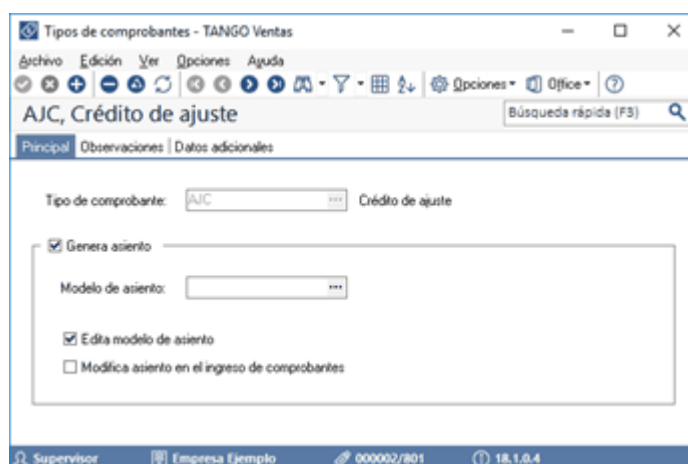 Tipos de comprobantes - TANGO Ventas
Archivo Edición Ver Opciones Ayuda
Opciones Office
AJC, Crédito de ajuste
Búsqueda rápida (F3)
Principal Observaciones Datos adicionales
Tipo de comprobante: AJC Crédito de ajuste
Genera asiento
Modelo de asiento:
Edita modelo de asiento
Modifica asiento en el ingreso de comprobantes
Supervisor Empresa Ejemplo 000002/801 18.1.0.4